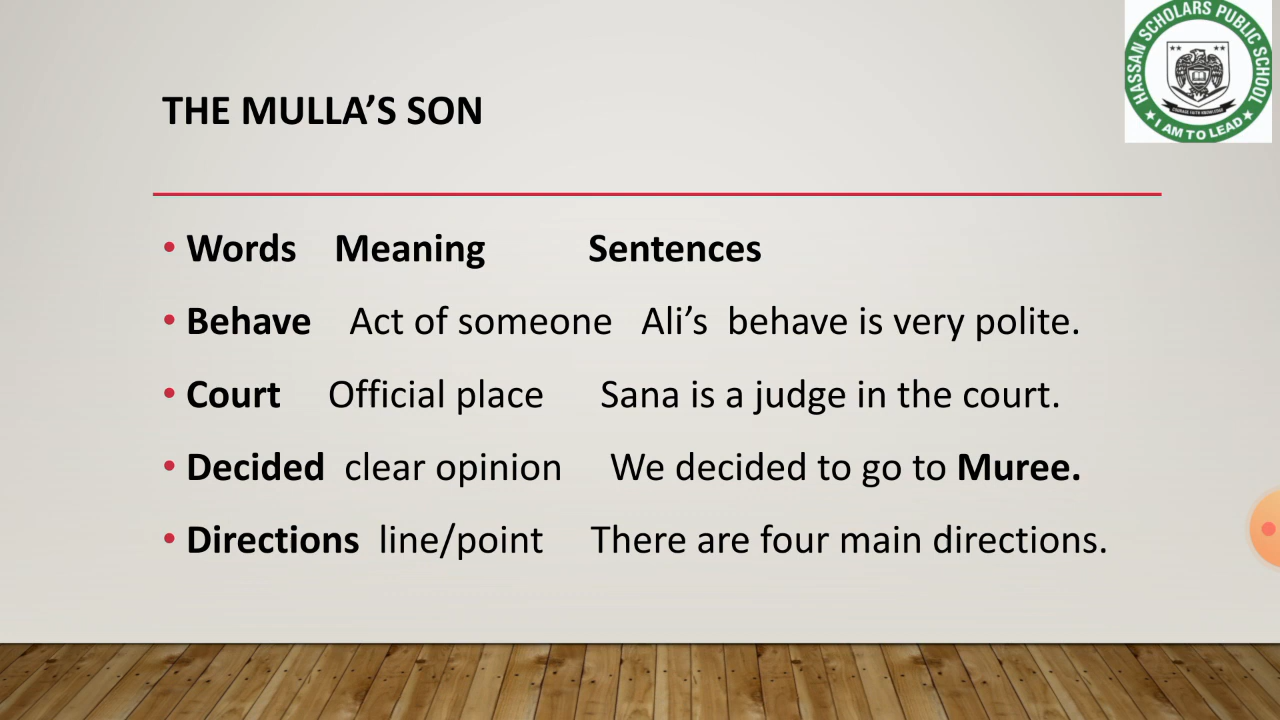 HASSAN SCHOLARS PUBLIC SCHOOL
★ I AM TO LEAD ★
THE MULLA’S SON
• Words Meaning Sentences
• Behave Act of someone Ali’s behave is very polite.
• Court Official place Sana is a judge in the court.
• Decided clear opinion We decided to go to Muree.
• Directions line/point There are four main directions.